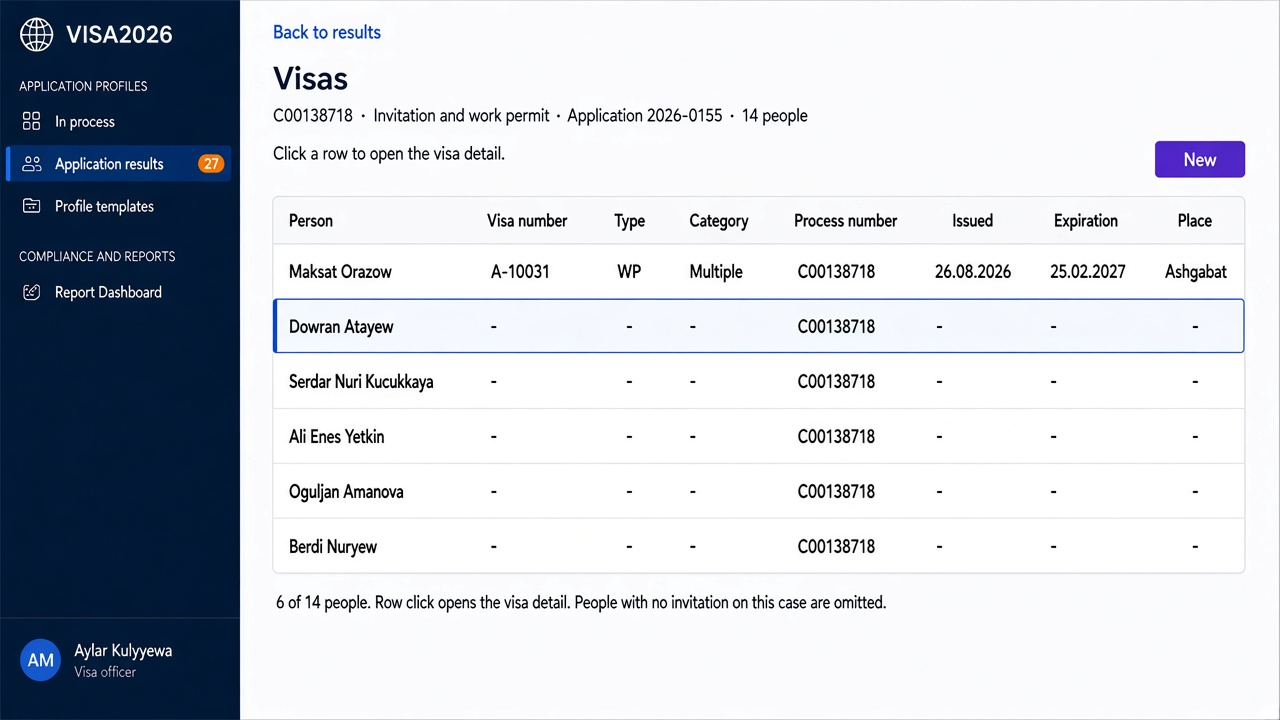 VISA2026
APPLICATION PROFILES
In process
Application results 27
Profile templates
COMPLIANCE AND REPORTS
Report Dashboard
AM
Aylar Kulyyewa
Visa officer
Back to results
Visas
C00138718 · Invitation and work permit · Application 2026-0155 · 14 people
Click a row to open the visa detail.
New
Person Visa number Type Category Process number Issued Expiration Place
Maksat Orazow A-10031 WP Multiple C00138718 26.08.2026 25.02.2027 Ashgabat
Dowran Atayew - - - C00138718 - - -
Serdar Nuri Kucukkaya - - - C00138718 - - -
Ali Enes Yetkin - - - C00138718 - - -
Oguljan Amanova - - - C00138718 - - -
Berdi Nuryew - - - C00138718 - - -
6 of 14 people. Row click opens the visa detail. People with no invitation on this case are omitted.